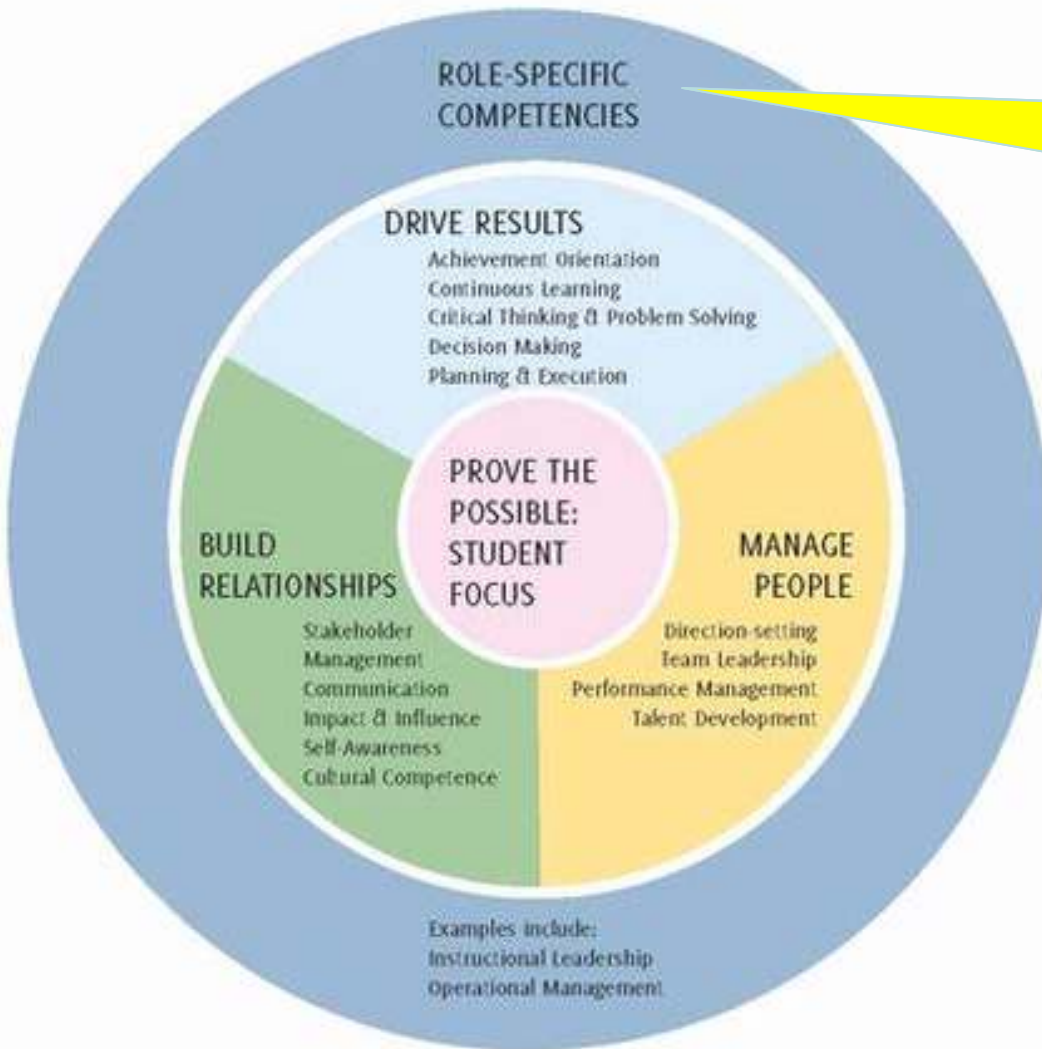 ROLE-SPECIFIC
COMPETENCIES
DRIVE RESULTS
Achievement Orientation
Continuous Learning
Critical Thinking & Problem Solving
Decision Making
Planning & Execution
PROVE THE
POSSIBLE:
STUDENT
FOCUS
BUILD
RELATIONSHIPS
Stakeholder
Management
Communication
Impact & Influence
Self-Awareness
Cultural Competence
MANAGE
PEOPLE
Direction-setting
Team Leadership
Performance Management
Talent Development
Examples include:
Instructional Leadership
Operational Management